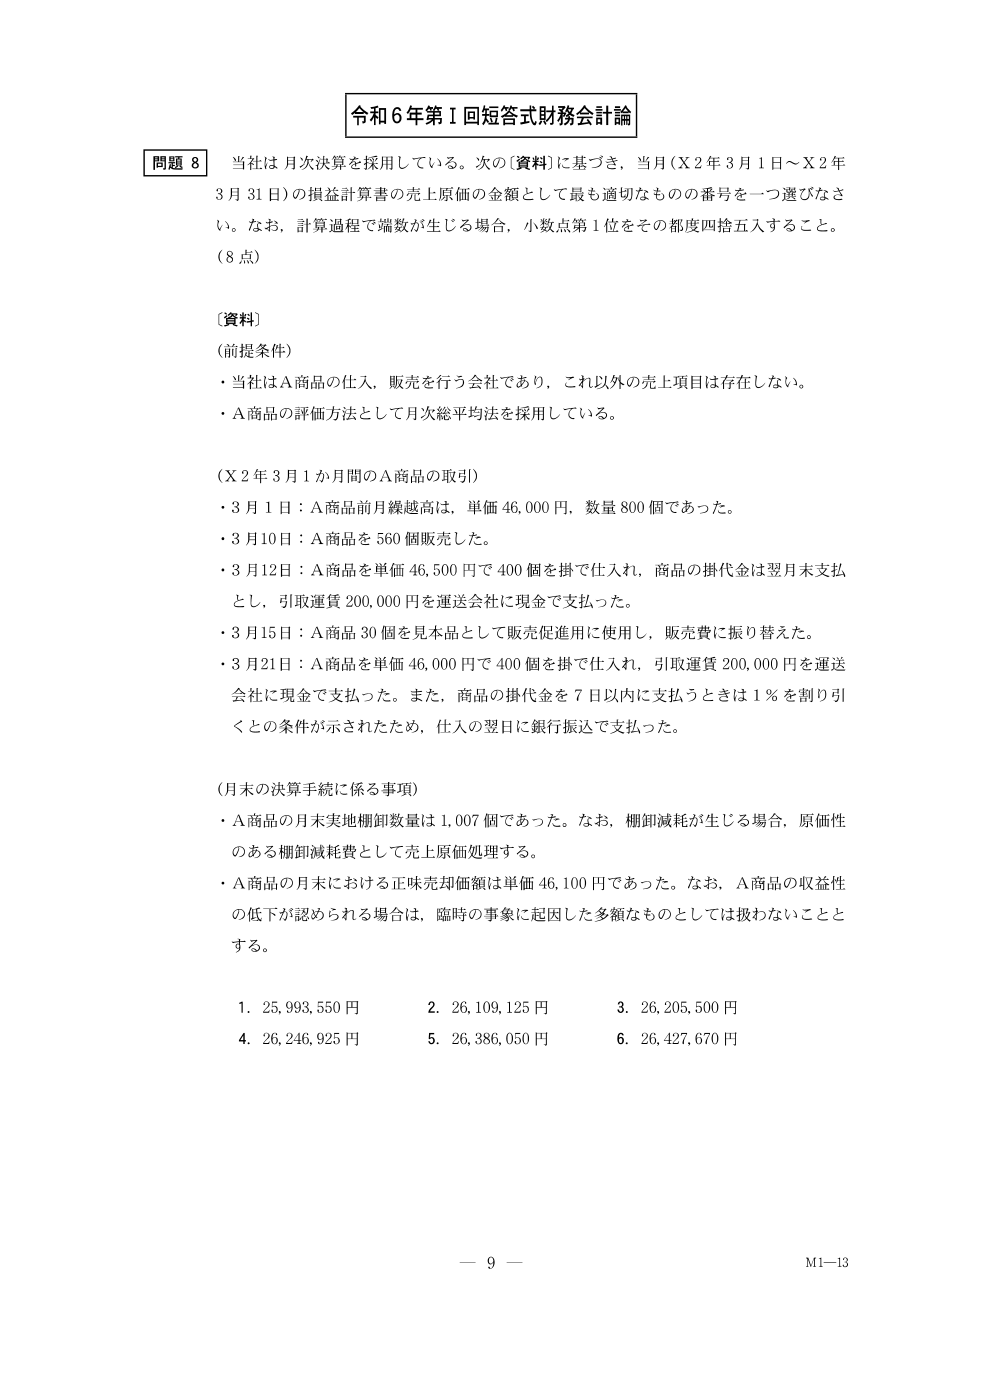 令和６年第Ⅰ回短答式財務会計論
問題 8　当社は 月次決算を採用している。次の〔資料〕に基づき，当月(Ｘ２年３月１日～Ｘ２年
３月 31 日)の損益計算書の売上原価の金額として最も適切なものの番号を一つ選びなさ
い。なお，計算過程で端数が生じる場合，小数点第１位をその都度四捨五入すること。
(８点)
〔資料〕
(前提条件)
・当社はＡ商品の仕入，販売を行う会社であり，これ以外の売上項目は存在しない。
・Ａ商品の評価方法として月次総平均法を採用している。
(Ｘ２年３月１か月間のＡ商品の取引)
・３月１日：Ａ商品前月繰越高は，単価 46,000 円，数量 800 個であった。
・３月10日：Ａ商品を 560 個販売した。
・３月12日：Ａ商品を単価 46,500 円で 400 個を掛で仕入れ，商品の掛代金は翌月末支払
とし，引取運賃 200,000 円を運送会社に現金で支払った。
・３月15日：Ａ商品 30 個を見本品として販売促進用に使用し，販売費に振り替えた。
・３月21日：Ａ商品を単価 46,000 円で 400 個を掛で仕入れ，引取運賃 200,000 円を運送
会社に現金で支払った。また，商品の掛代金を７日以内に支払うときは１％を割り引
くとの条件が示されたため，仕入の翌日に銀行振込で支払った。
(月末の決算手続に係る事項)
・Ａ商品の月末実地棚卸数量は 1,007 個であった。なお，棚卸減耗が生じる場合，原価性
のある棚卸減耗費として売上原価処理する。
・Ａ商品の月末における正味売却価額は単価 46,100 円であった。なお，Ａ商品の収益性
の低下が認められる場合は，臨時の事象に起因した多額なものとしては扱わないことと
する。
1. 25,993,550 円　2. 26,109,125 円　3. 26,205,500 円
4. 26,246,925 円　5. 26,386,050 円　6. 26,427,670 円
― 9 ―　M1―13